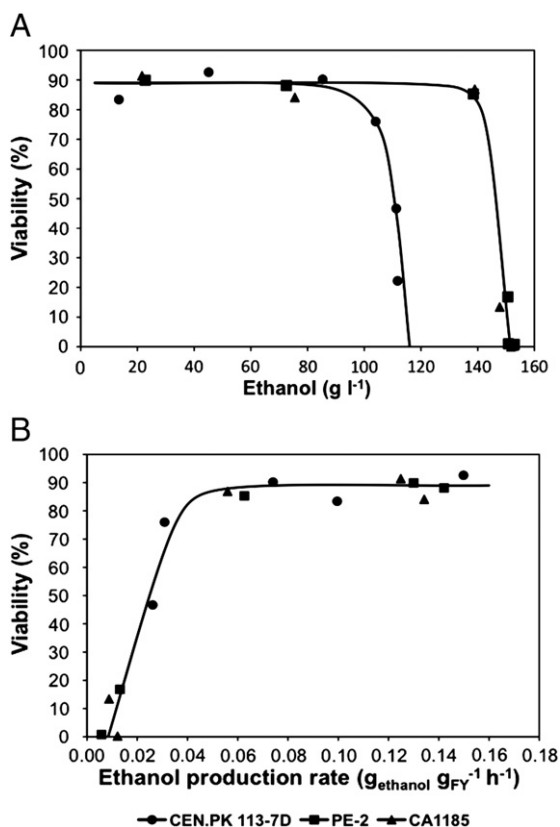 A
Viability (%)
100
90
80
70
60
50
40
30
20
10
0
0 20 40 60 80 100 120 140 160
Ethanol (g l⁻¹)
B
Viability (%)
100
90
80
70
60
50
40
30
20
10
0
0.00 0.02 0.04 0.06 0.08 0.10 0.12 0.14 0.16 0.18
Ethanol production rate (g_ethanol g_FY⁻¹ h⁻¹)
CEN.PK 113-7D PE-2 CA1185